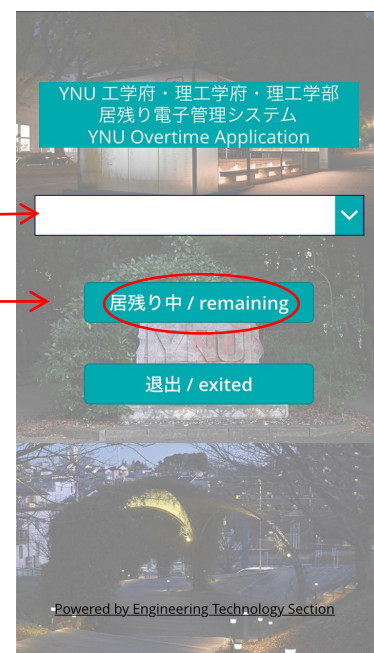 YNU 工学府・理工学府・理工学部
居残り電子管理システム
YNU Overtime Application
居残り中 / remaining
退出 / exited
Powered by Engineering Technology Section